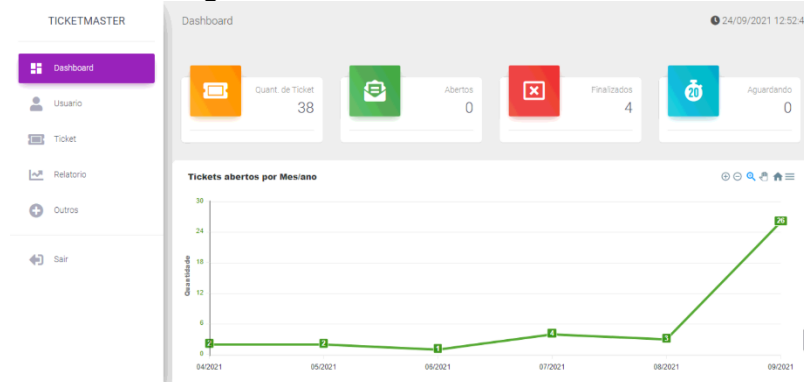 TICKETMASTER
Dashboard
Usuario
Ticket
Relatorio
Outros
Sair
Dashboard
24/09/2021 12:52:4
Quant. de Ticket
38
Abertos
0
Finalizados
4
20
Aguardando
0
Tickets abertos por Mes/ano
Quantidade
30
24
18
12
6
0
2
2
1
4
3
26
04/2021
05/2021
06/2021
07/2021
08/2021
09/2021